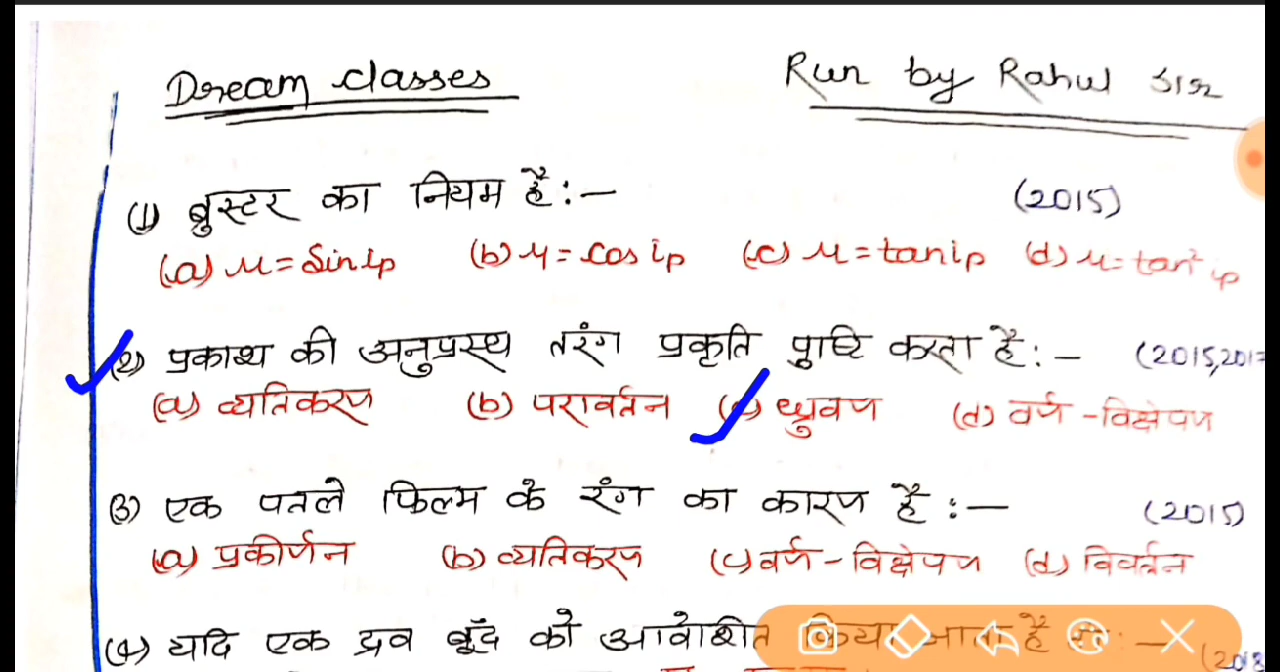 Dream classes Run by Rahul सर
(1) ब्रुस्टर का नियम है :— (2015)
(a) μ = Sin ip (b) μ = cos ip (c) μ = tan ip (d) μ = tan² ip
(2) प्रकाश की अनुप्रस्थ तरंग प्रकृति पुष्टि करता है :— (2015, 201
(a) व्यतिकरण (b) परावर्तन (c) ध्रुवण (d) वर्ण-विक्षेपण
(3) एक पतले फिल्म के रंग का कारण है :— (2015)
(a) प्रकीर्णन (b) व्यतिकरण (c) वर्ण-विक्षेपण (d) विवर्तन
(4) यदि एक द्रव बूँद को आवेशित किया जाता है